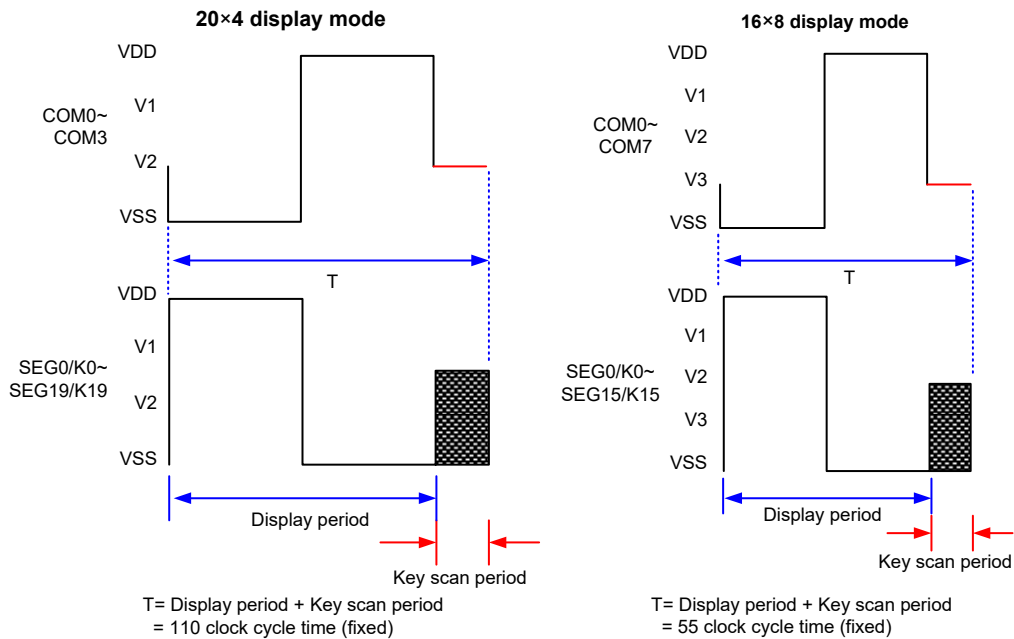 20×4 display mode
VDD
V1
COM0~
COM3
V2
VSS
T
VDD
V1
SEG0/K0~
SEG19/K19
V2
VSS
Display period
Key scan period
T= Display period + Key scan period
= 110 clock cycle time (fixed)
16×8 display mode
VDD
V1
COM0~
COM7
V2
V3
VSS
T
VDD
V1
SEG0/K0~
SEG15/K15
V2
V3
VSS
Display period
Key scan period
T= Display period + Key scan period
= 55 clock cycle time (fixed)